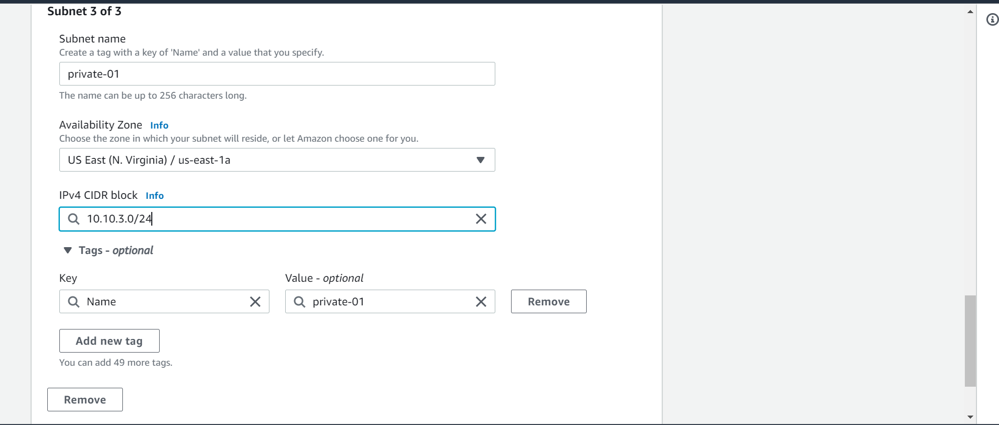 Subnet 3 of 3
Subnet name
Create a tag with a key of 'Name' and a value that you specify.
private-01
The name can be up to 256 characters long.
Availability Zone Info
Choose the zone in which your subnet will reside, or let Amazon choose one for you.
US East (N. Virginia) / us-east-1a
IPv4 CIDR block Info
10.10.3.0/24
Tags - optional
Key Value - optional
Name private-01 Remove
Add new tag
You can add 49 more tags.
Remove